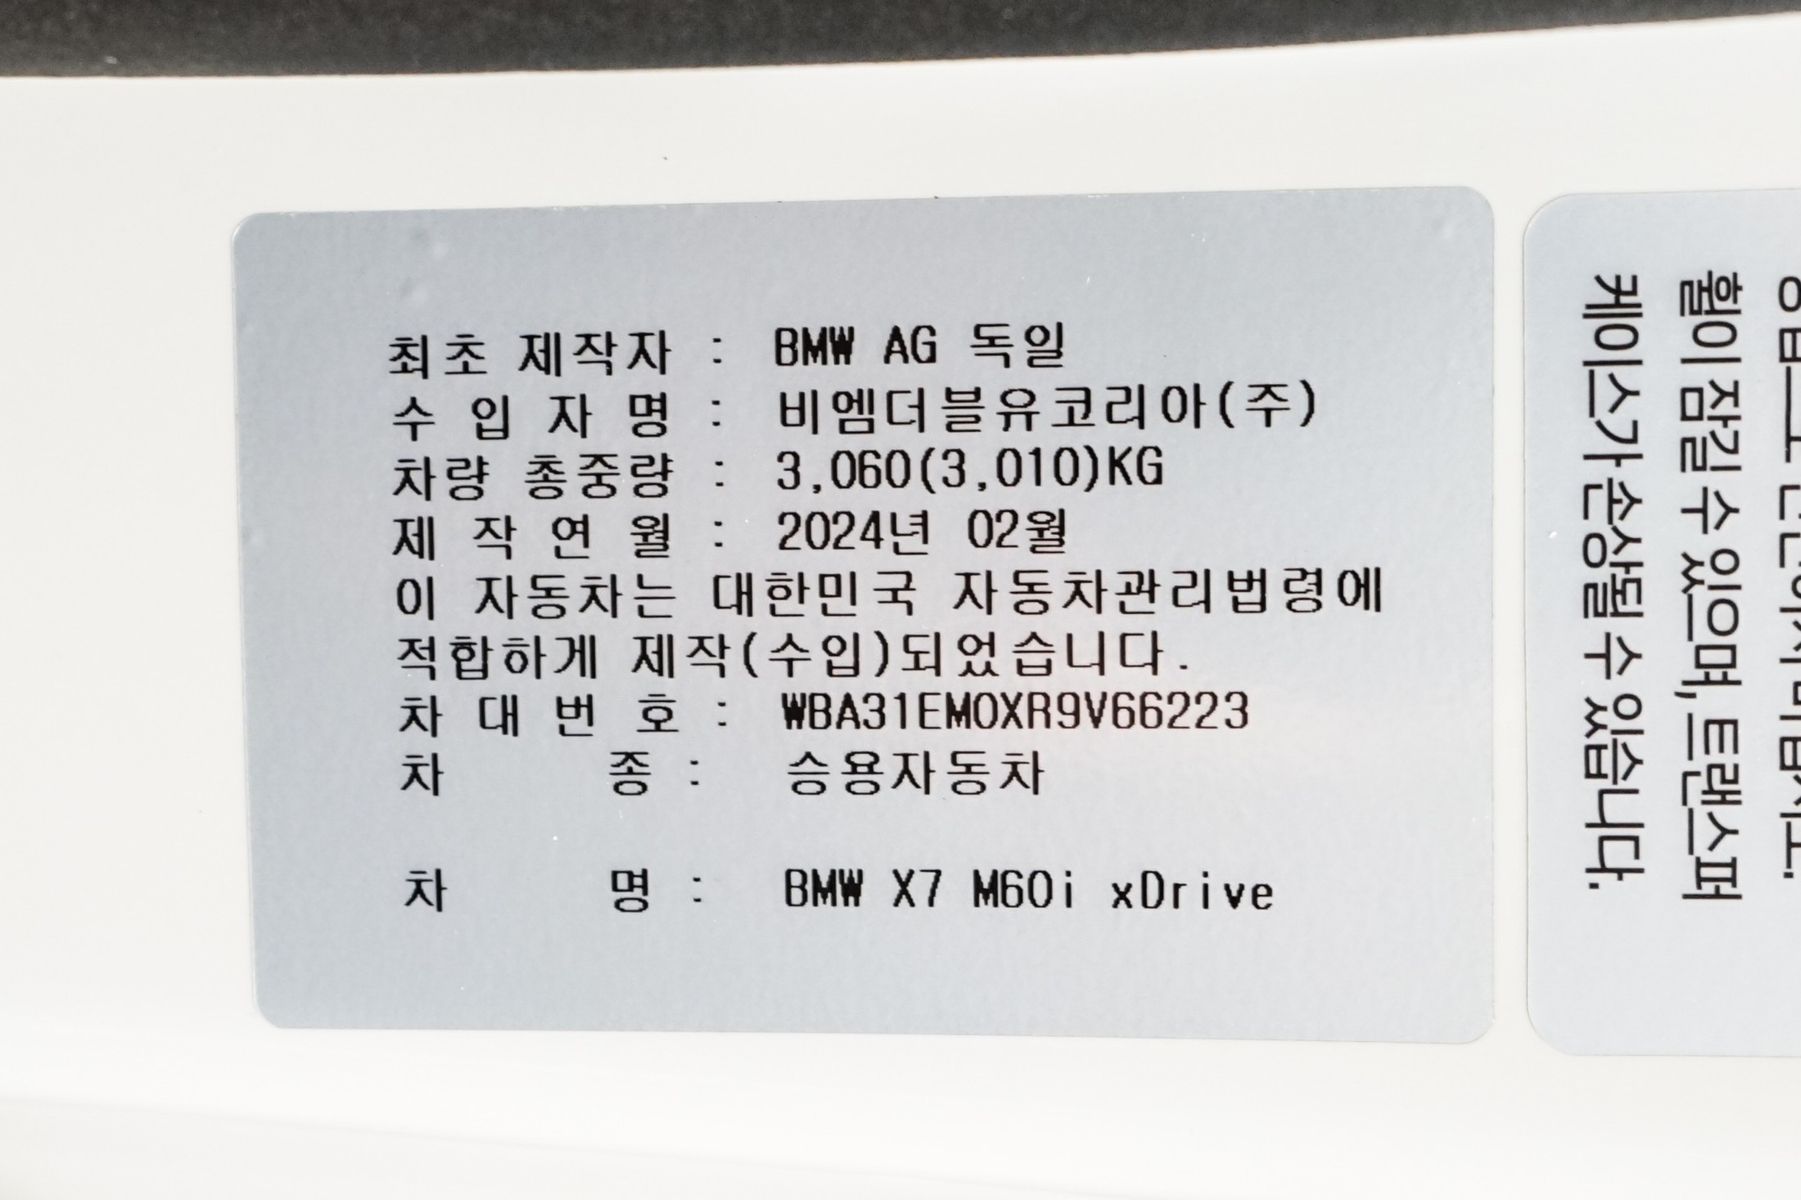 최초 제작자 : BMW AG 독일
수 입 자 명 : 비엠더블유코리아(주)
차량 총중량 : 3,060(3,010)KG
제 작 연 월 : 2024년 02월
이 자동차는 대한민국 자동차관리법령에
적합하게 제작(수입)되었습니다.
차 대 번 호 : WBA31EM0XR9V66223
차 종 : 승용자동차
차 명 : BMW X7 M60i xDrive
휠이 잠길 수 있으며, 트랜스퍼
케이스가 손상될 수 있습니다.